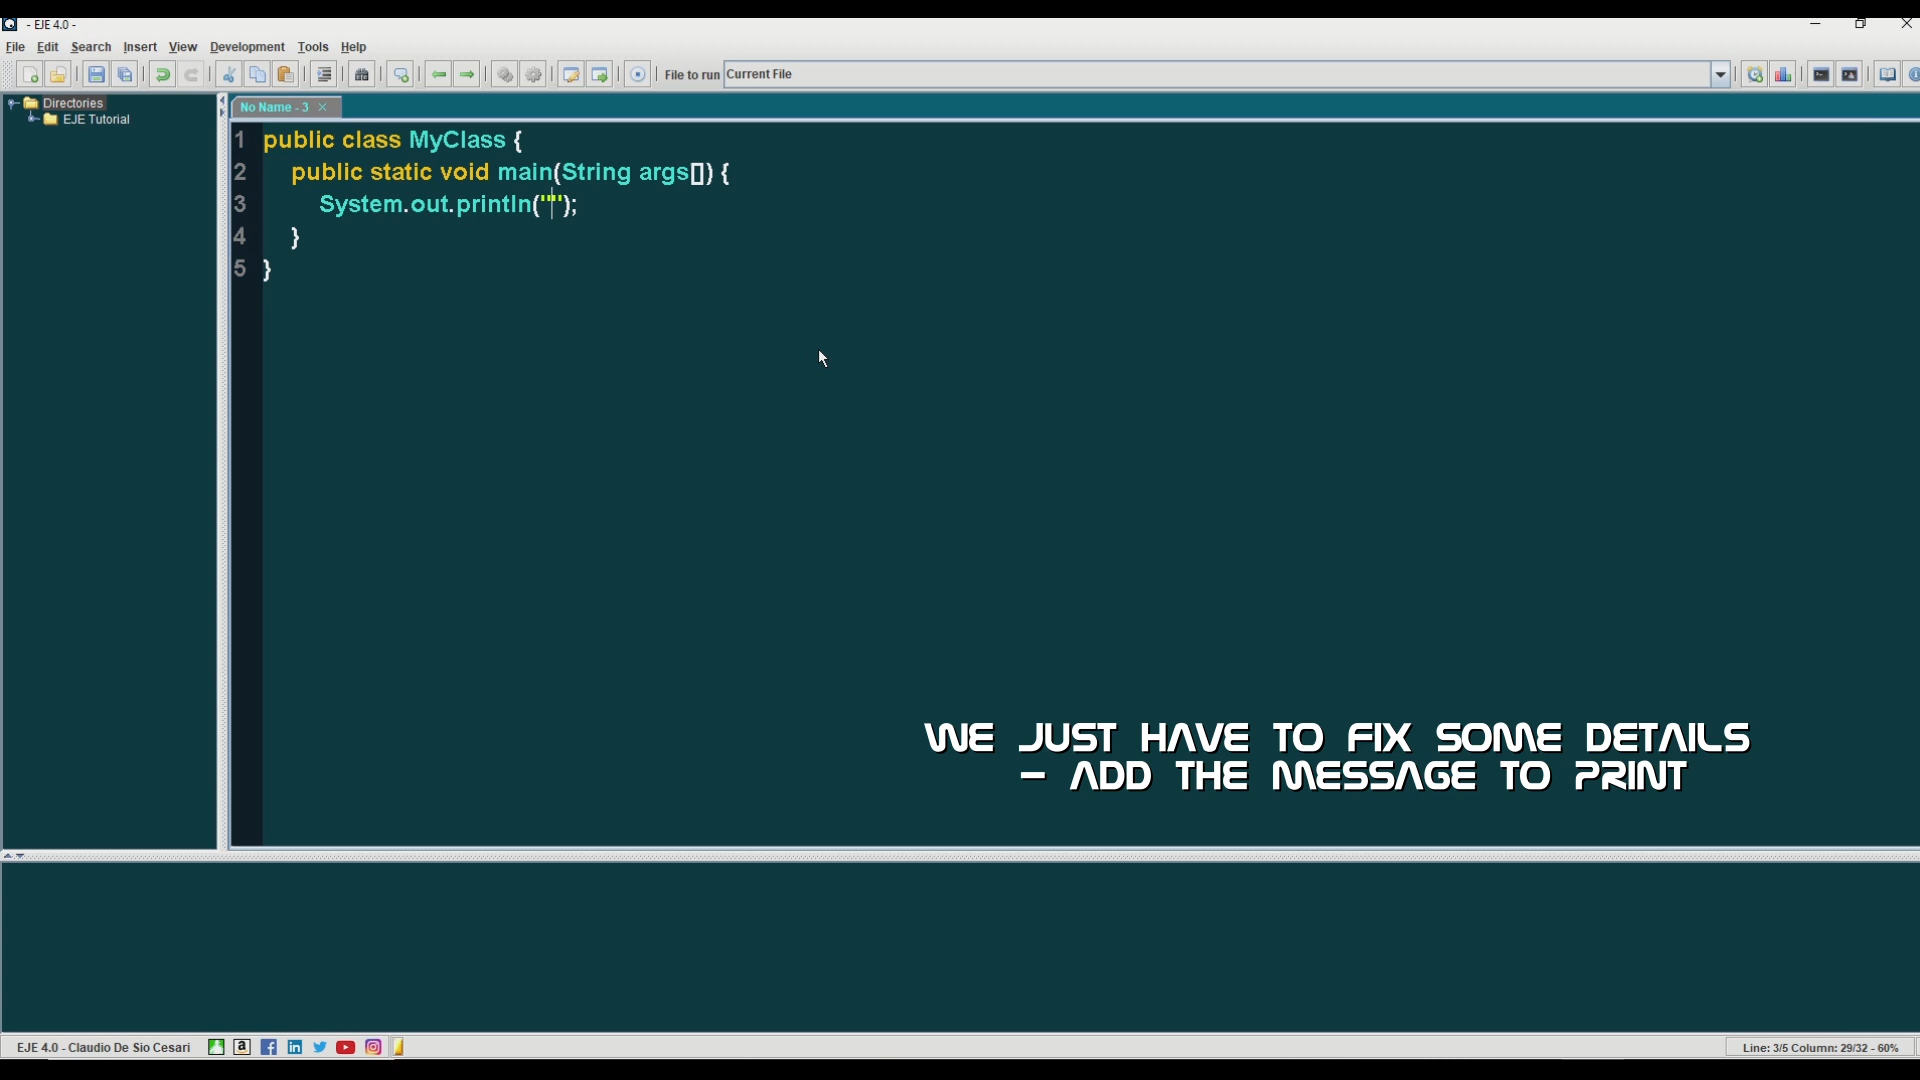 - EJE 4.0 -
File Edit Search Insert View Development Tools Help
File to run Current File
Directories
EJE Tutorial
No Name - 3
1 public class MyClass {
2 public static void main(String args[]) {
3 System.out.println("");
4 }
5 }
WE JUST HAVE TO FIX SOME DETAILS
- ADD THE MESSAGE TO PRINT
EJE 4.0 - Claudio De Sio Cesari
Line: 3/5 Column: 29/32 - 60%